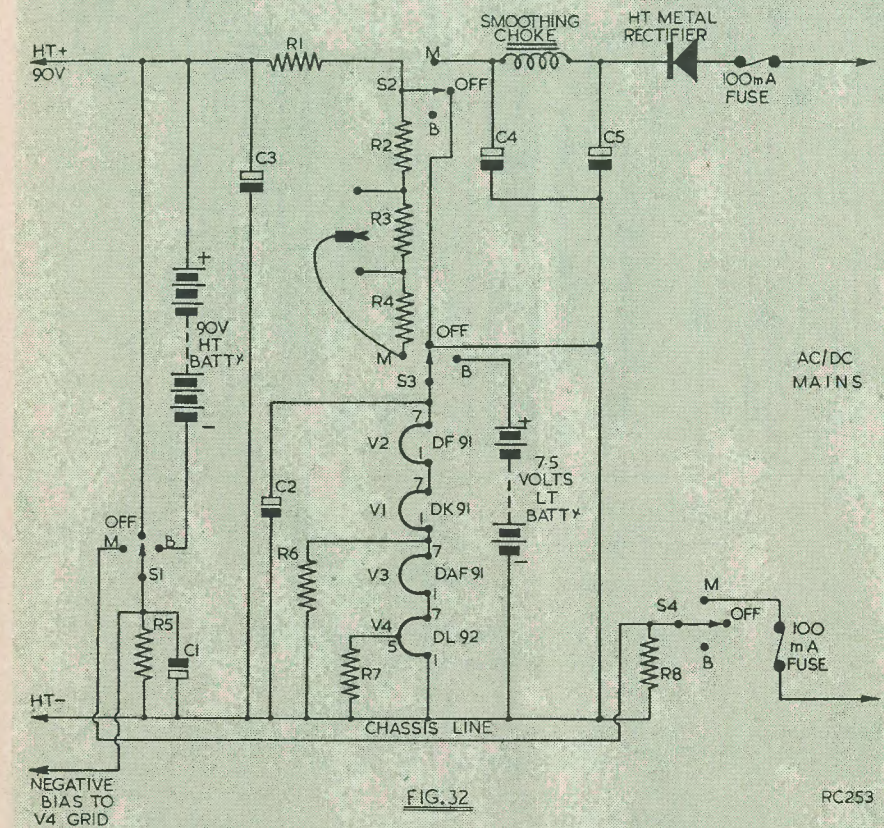 SMOOTHING
CHOKE
HT METAL
RECTIFIER
HT+
90V
R1
M
S2
OFF
B
100mA
FUSE
R2
C3
C4
C5
R3
+
90V
HT
BATTY
-
R4
OFF
M
B
S3
AC/DC
MAINS
7
V2
DF 91
1
+
7·5
VOLTS
LT
BATTY
-
C2
7
V1
DK 91
1
OFF
M
B
S1
R6
7
V3
DAF 91
1
R5
C1
V4
7
DL 92
5
1
R7
M
S4
OFF
B
R8
100
mA
FUSE
HT-
CHASSIS LINE
NEGATIVE
BIAS TO
V4 GRID
FIG. 32
RC253